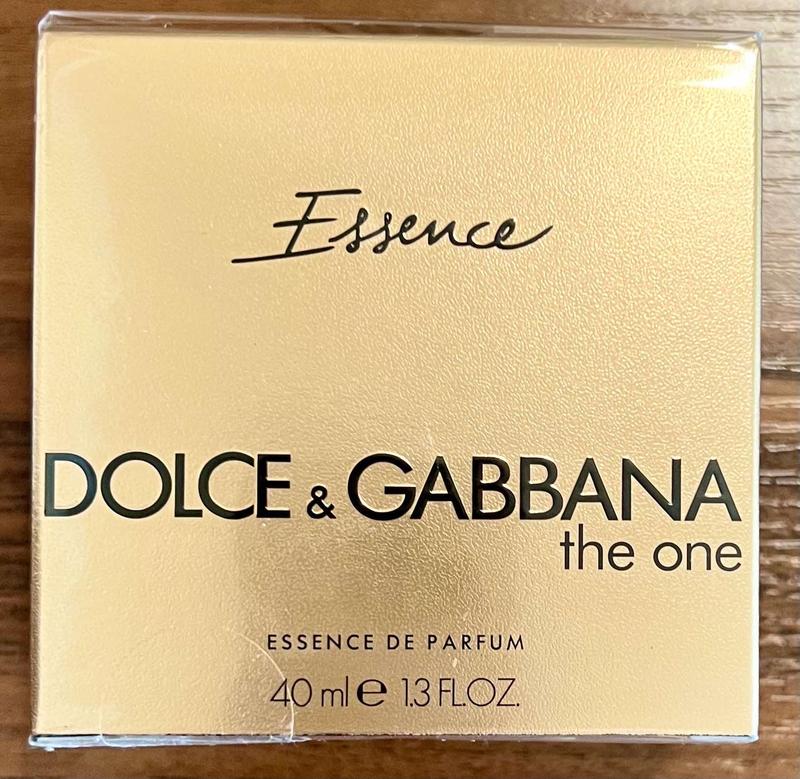 Essence
DOLCE & GABBANA
the one
ESSENCE DE PARFUM
40 ml ℮ 1.3 FL.OZ.